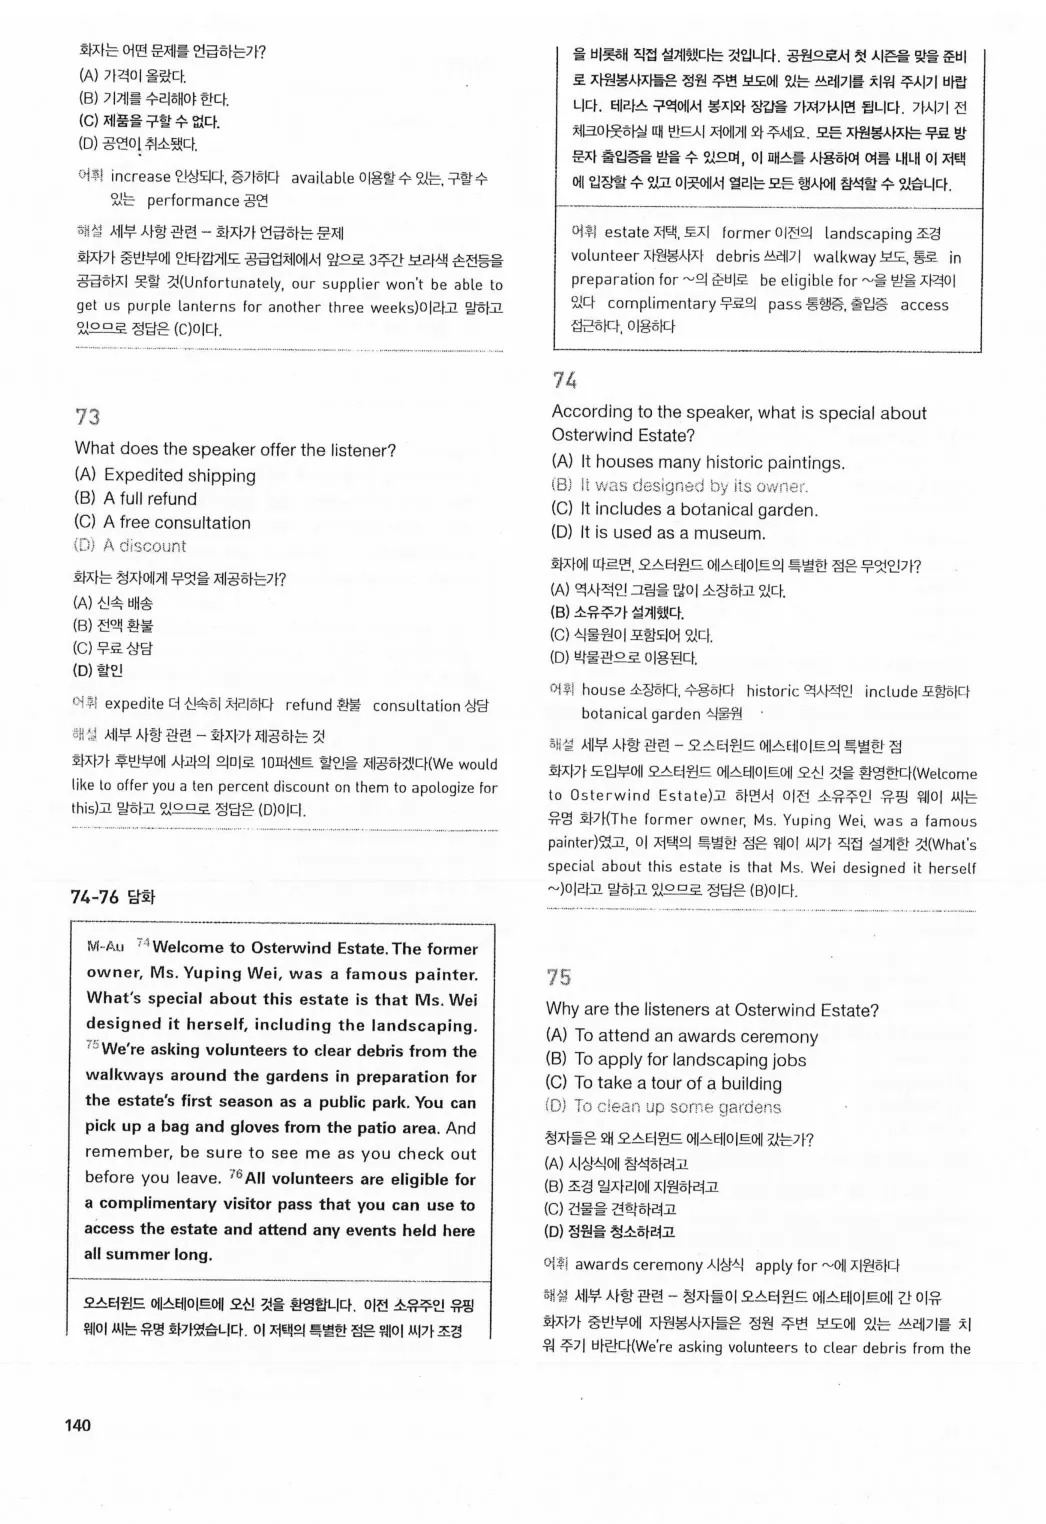 화자는 어떤 문제를 언급하는가?
(A) 가격이 올랐다.
(B) 기계를 수리해야 한다.
(C) 제품을 구할 수 없다.
(D) 공연이 취소됐다.
어휘 increase 인상되다, 증가하다 available 이용할 수 있는, 구할 수
있는 performance 공연
해설 세부 사항 관련 – 화자가 언급하는 문제
화자가 중반부에 안타깝게도 공급업체에서 앞으로 3주간 보라색 손전등을
공급하지 못할 것(Unfortunately, our supplier won't be able to
get us purple lanterns for another three weeks)이라고 말하고
있으므로 정답은 (C)이다.
73
What does the speaker offer the listener?
(A) Expedited shipping
(B) A full refund
(C) A free consultation
(D) A discount
화자는 청자에게 무엇을 제공하는가?
(A) 신속 배송
(B) 전액 환불
(C) 무료 상담
(D) 할인
어휘 expedite 더 신속히 처리하다 refund 환불 consultation 상담
해설 세부 사항 관련 – 화자가 제공하는 것
화자가 후반부에 사과의 의미로 10퍼센트 할인을 제공하겠다(We would
like to offer you a ten percent discount on them to apologize for
this)고 말하고 있으므로 정답은 (D)이다.
74-76 담화
M-Au 74Welcome to Osterwind Estate. The former
owner, Ms. Yuping Wei, was a famous painter.
What's special about this estate is that Ms. Wei
designed it herself, including the landscaping.
75We're asking volunteers to clear debris from the
walkways around the gardens in preparation for
the estate's first season as a public park. You can
pick up a bag and gloves from the patio area. And
remember, be sure to see me as you check out
before you leave. 76All volunteers are eligible for
a complimentary visitor pass that you can use to
access the estate and attend any events held here
all summer long.
오스터윈드 에스테이트에 오신 것을 환영합니다. 이전 소유주인 유핑
웨이 씨는 유명 화가였습니다. 이 저택의 특별한 점은 웨이 씨가 조경
을 비롯해 직접 설계했다는 것입니다. 공원으로서 첫 시즌을 맞을 준비
로 자원봉사자들은 정원 주변 보도에 있는 쓰레기를 치워 주시기 바랍
니다. 테라스 구역에서 봉지와 장갑을 가져가시면 됩니다. 가시기 전
체크아웃하실 때 반드시 저에게 와 주세요. 모든 자원봉사자는 무료 방
문자 출입증을 받을 수 있으며, 이 패스를 사용하여 여름 내내 이 저택
에 입장할 수 있고 이곳에서 열리는 모든 행사에 참석할 수 있습니다.
어휘 estate 저택, 토지 former 이전의 landscaping 조경
volunteer 자원봉사자 debris 쓰레기 walkway 보도, 통로 in
preparation for ~의 준비로 be eligible for ~을 받을 자격이
있다 complimentary 무료의 pass 통행증, 출입증 access
접근하다, 이용하다
74
According to the speaker, what is special about
Osterwind Estate?
(A) It houses many historic paintings.
(B) It was designed by its owner.
(C) It includes a botanical garden.
(D) It is used as a museum.
화자에 따르면, 오스터윈드 에스테이트의 특별한 점은 무엇인가?
(A) 역사적인 그림을 많이 소장하고 있다.
(B) 소유주가 설계했다.
(C) 식물원이 포함되어 있다.
(D) 박물관으로 이용된다.
어휘 house 소장하다, 수용하다 historic 역사적인 include 포함하다
botanical garden 식물원
해설 세부 사항 관련 – 오스터윈드 에스테이트의 특별한 점
화자가 도입부에 오스터윈드 에스테이트에 오신 것을 환영한다(Welcome
to Osterwind Estate)고 하면서 이전 소유주인 유핑 웨이 씨는
유명 화가(The former owner, Ms. Yuping Wei, was a famous
painter)였고, 이 저택의 특별한 점은 웨이 씨가 직접 설계한 것(What's
special about this estate is that Ms. Wei designed it herself
~)이라고 말하고 있으므로 정답은 (B)이다.
75
Why are the listeners at Osterwind Estate?
(A) To attend an awards ceremony
(B) To apply for landscaping jobs
(C) To take a tour of a building
(D) To clean up some gardens
청자들은 왜 오스터윈드 에스테이트에 갔는가?
(A) 시상식에 참석하려고
(B) 조경 일자리에 지원하려고
(C) 건물을 견학하려고
(D) 정원을 청소하려고
어휘 awards ceremony 시상식 apply for ~에 지원하다
해설 세부 사항 관련 – 청자들이 오스터윈드 에스테이트에 간 이유
화자가 중반부에 자원봉사자들은 정원 주변 보도에 있는 쓰레기를 치
워 주기 바란다(We're asking volunteers to clear debris from the
140